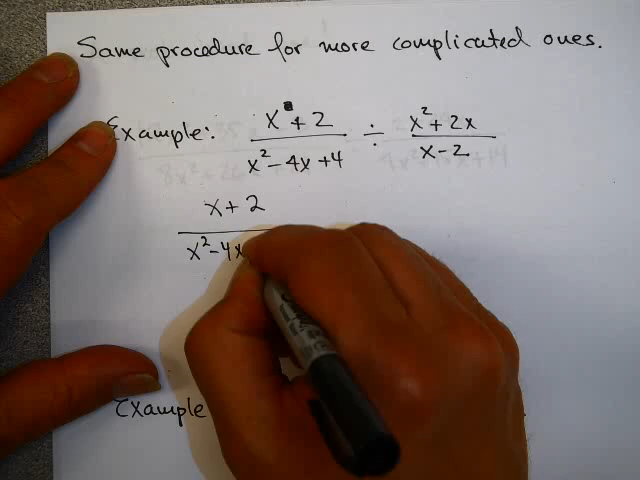 Same procedure for more complicated ones.
Example: (x + 2)/(x² - 4x + 4) ÷ (x² + 2x)/(x - 2)
(x + 2)/(x² - 4x
Example